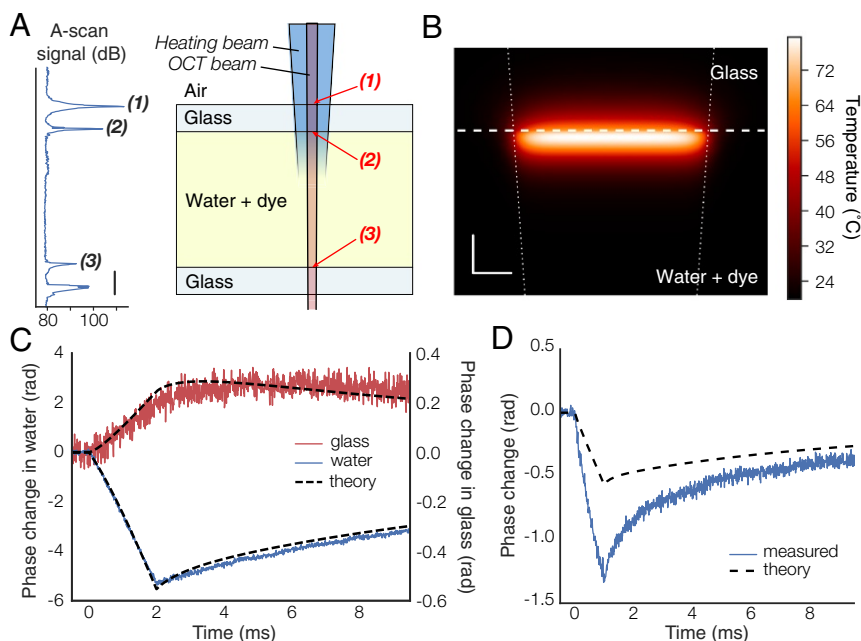 A
A-scan
signal (dB)
(1)
(2)
(3)
80
100
Heating beam
OCT beam
Air
Glass
Water + dye
Glass
(1)
(2)
(3)
B
Glass
Water + dye
72
64
56
48
40
32
24
Temperature (˚C)
C
Phase change in water (rad)
4
2
0
-2
-4
-6
0.4
0.2
0.0
-0.2
-0.4
-0.6
Phase change in glass (rad)
glass
water
theory
0
2
4
6
8
Time (ms)
D
Phase change (rad)
0.5
0.0
-0.5
-1.0
-1.5
measured
theory
0
2
4
6
8
Time (ms)